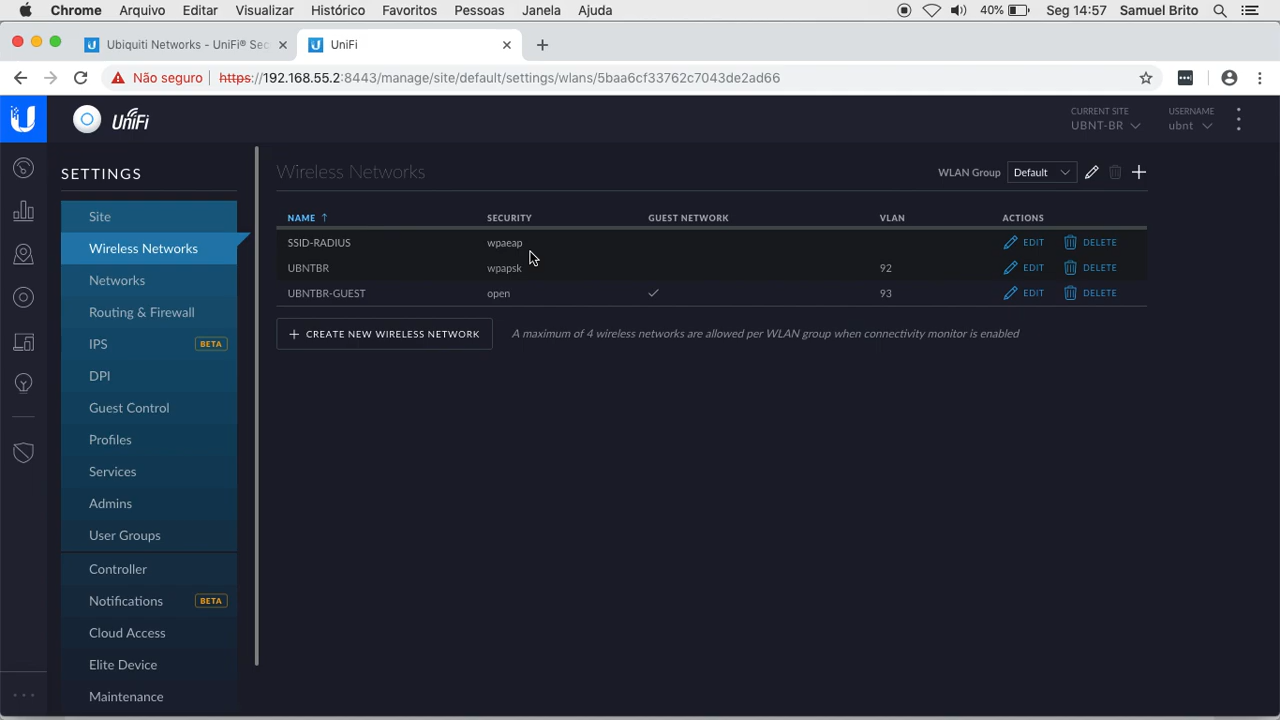 Chrome Arquivo Editar Visualizar Histórico Favoritos Pessoas Janela Ajuda 40% Seg 14:57 Samuel Brito
Ubiquiti Networks - UniFi® Sec
UniFi
Não seguro https://192.168.55.2:8443/manage/site/default/settings/wlans/5baa6cf33762c7043de2ad66
UniFi
CURRENT SITE
UBNT-BR
USERNAME
ubnt
SETTINGS
Site
Wireless Networks
Networks
Routing & Firewall
IPS BETA
DPI
Guest Control
Profiles
Services
Admins
User Groups
Controller
Notifications BETA
Cloud Access
Elite Device
Maintenance
Wireless Networks
WLAN Group Default
NAME ↑ SECURITY GUEST NETWORK VLAN ACTIONS
SSID-RADIUS wpaeap EDIT DELETE
UBNTBR wpapsk 92 EDIT DELETE
UBNTBR-GUEST open 93 EDIT DELETE
+ CREATE NEW WIRELESS NETWORK
A maximum of 4 wireless networks are allowed per WLAN group when connectivity monitor is enabled